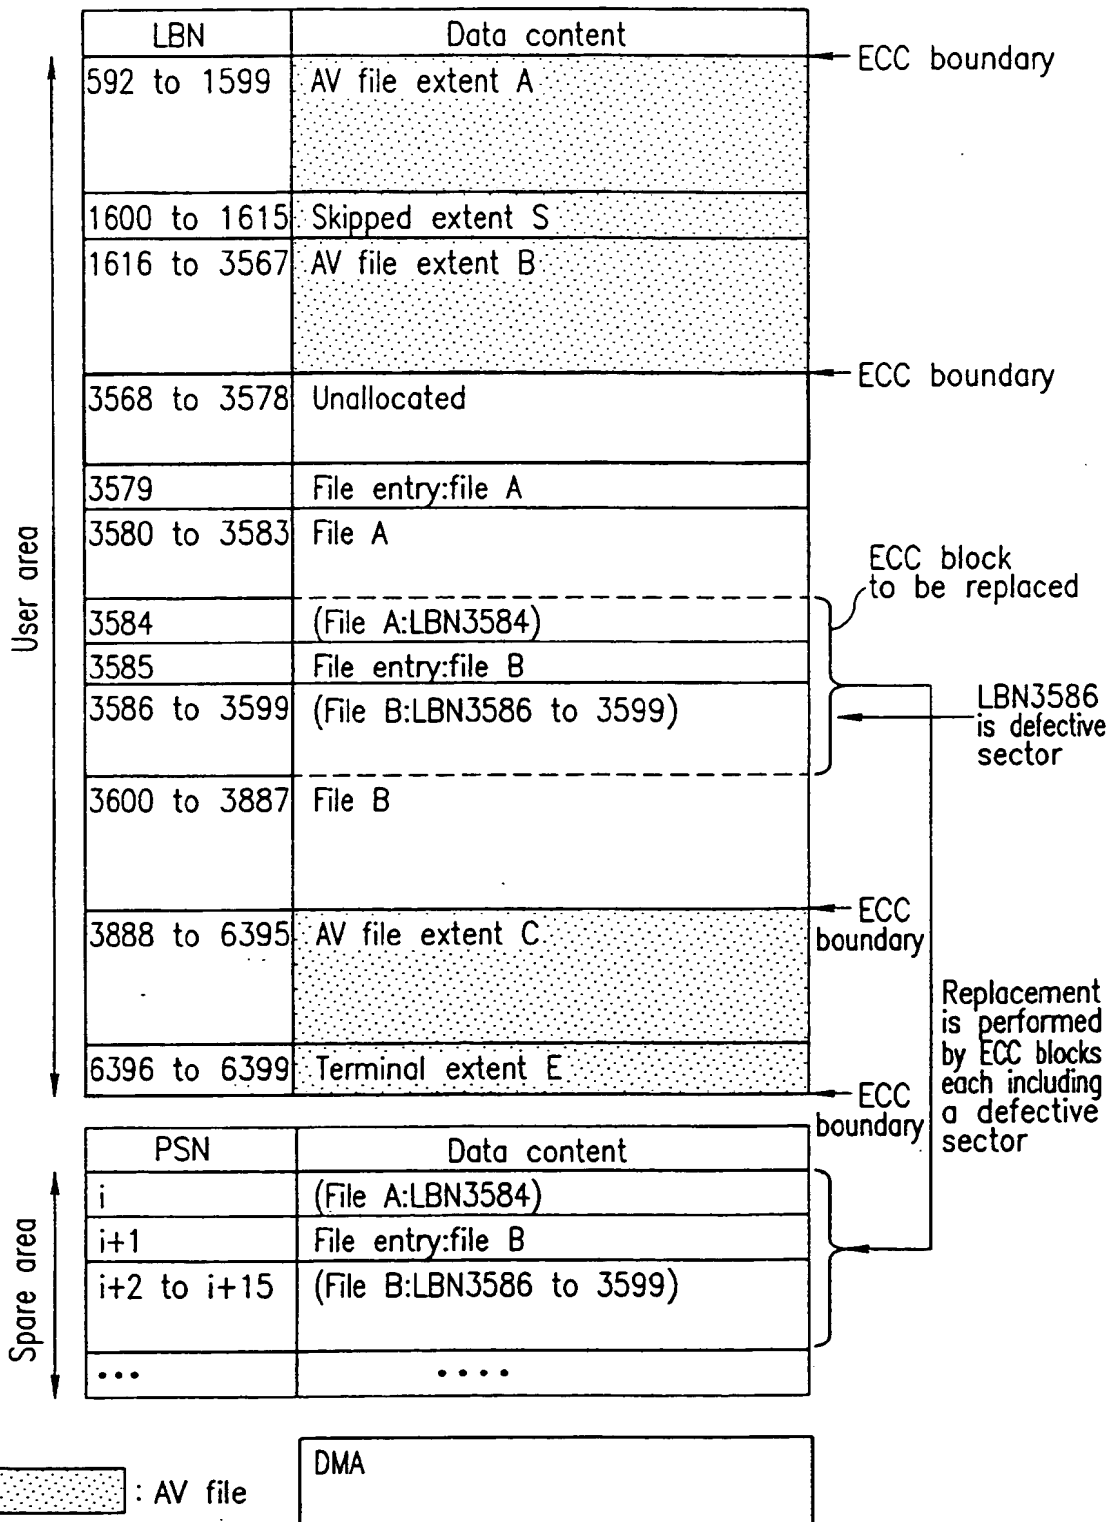 LBN Data content
ECC boundary
592 to 1599 AV file extent A
1600 to 1615 Skipped extent S
1616 to 3567 AV file extent B
ECC boundary
3568 to 3578 Unallocated
3579 File entry:file A
3580 to 3583 File A
User area
ECC block
to be replaced
3584 (File A:LBN3584)
3585 File entry:file B
3586 to 3599 (File B:LBN3586 to 3599)
LBN3586
is defective
sector
3600 to 3887 File B
ECC
boundary
3888 to 6395 AV file extent C
Replacement
is performed
by ECC blocks
each including
a defective
sector
6396 to 6399 Terminal extent E
ECC
boundary
PSN Data content
i (File A:LBN3584)
i+1 File entry:file B
i+2 to i+15 (File B:LBN3586 to 3599)
Spare area
••• ••••
: AV file
DMA